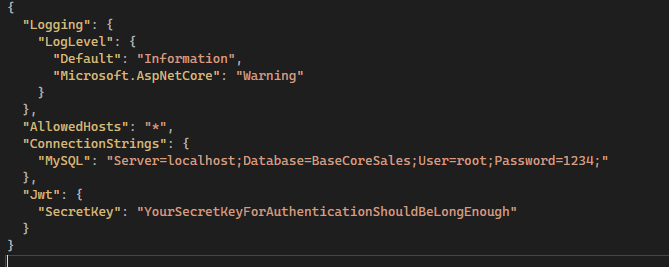 {
  "Logging": {
    "LogLevel": {
      "Default": "Information",
      "Microsoft.AspNetCore": "Warning"
    }
  },
  "AllowedHosts": "*",
  "ConnectionStrings": {
    "MySQL": "Server=localhost;Database=BaseCoreSales;User=root;Password=1234;"
  },
  "Jwt": {
    "SecretKey": "YourSecretKeyForAuthenticationShouldBeLongEnough"
  }
}